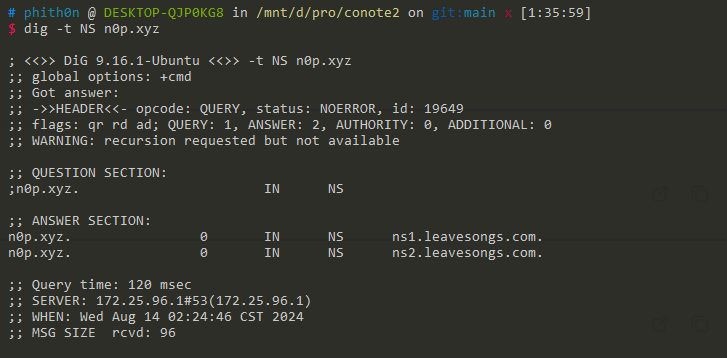 # phith0n @ DESKTOP-QJP0KG8 in /mnt/d/pro/conote2 on git:main x [1:35:59]
$ dig -t NS n0p.xyz
; <<>> DiG 9.16.1-Ubuntu <<>> -t NS n0p.xyz
;; global options: +cmd
;; Got answer:
;; ->>HEADER<<- opcode: QUERY, status: NOERROR, id: 19649
;; flags: qr rd ad; QUERY: 1, ANSWER: 2, AUTHORITY: 0, ADDITIONAL: 0
;; WARNING: recursion requested but not available
;; QUESTION SECTION:
;n0p.xyz. IN NS
;; ANSWER SECTION:
n0p.xyz. 0 IN NS ns1.leavesongs.com.
n0p.xyz. 0 IN NS ns2.leavesongs.com.
;; Query time: 120 msec
;; SERVER: 172.25.96.1#53(172.25.96.1)
;; WHEN: Wed Aug 14 02:24:46 CST 2024
;; MSG SIZE rcvd: 96